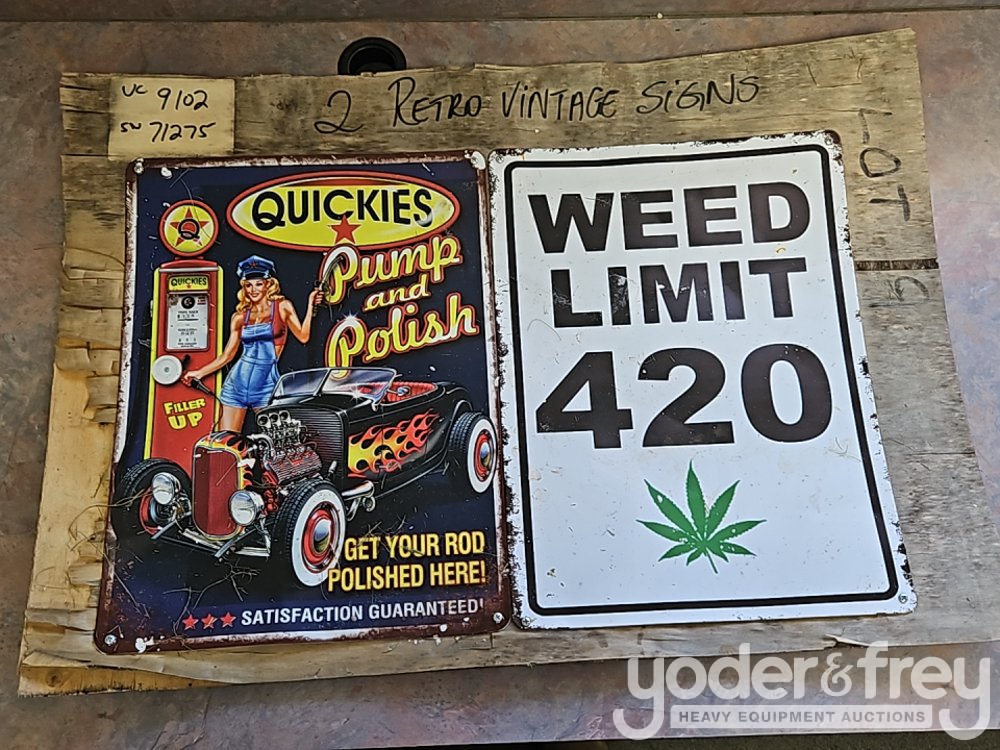 UC 9102
SN 71275
2 RETRO VINTAGE SIGNS
LOT
QUICKIES
Pump
and
Polish
Q
QUICKIES
FILLER
UP
GET YOUR ROD
POLISHED HERE!
SATISFACTION GUARANTEED!
WEED
LIMIT
420
yoder&frey
HEAVY EQUIPMENT AUCTIONS